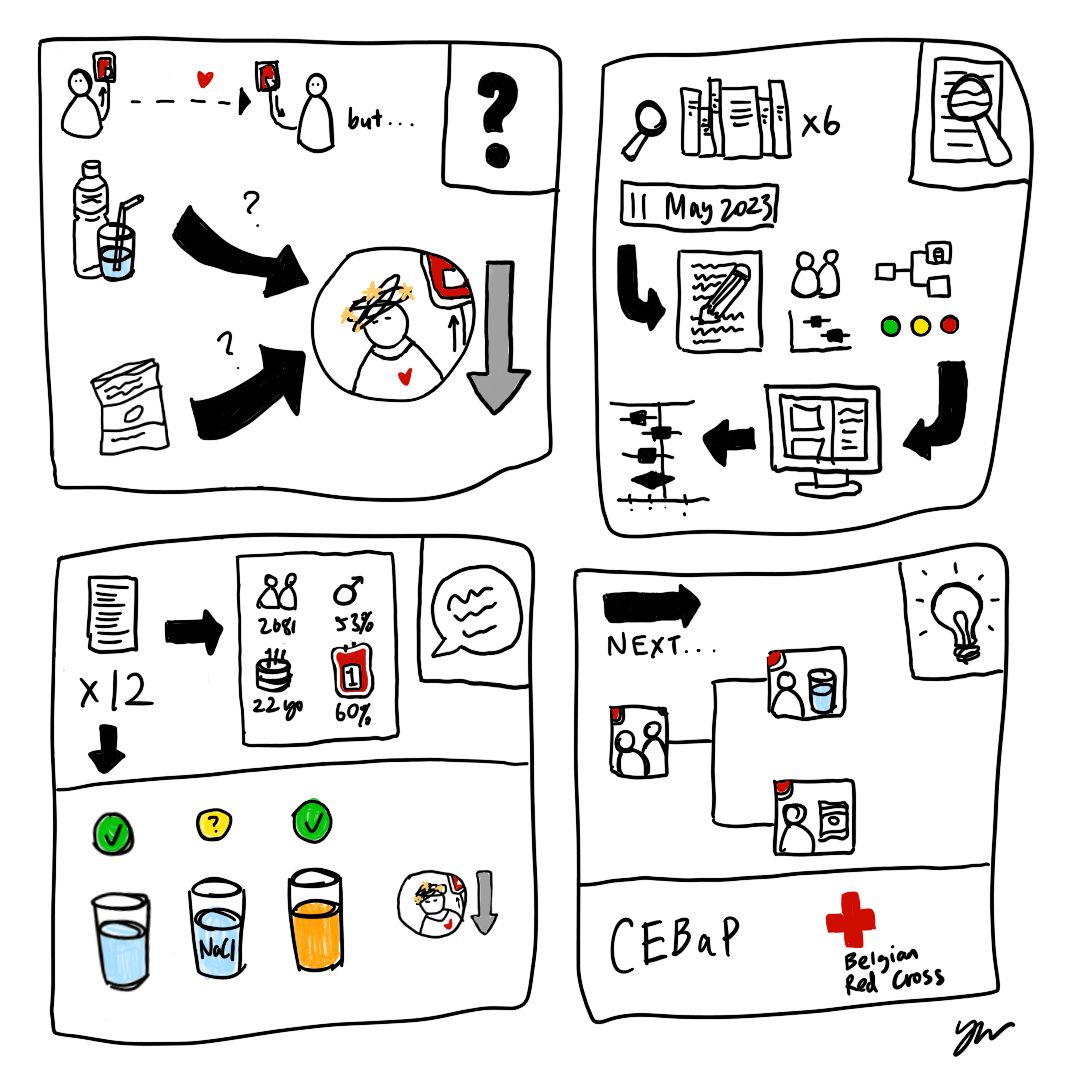 but...
?
?
?
x6
11 May 2023
x12
2081
53%
22 yo
1
60%
?
NaCl
NEXT...
CEBaP
Belgian
Red Cross